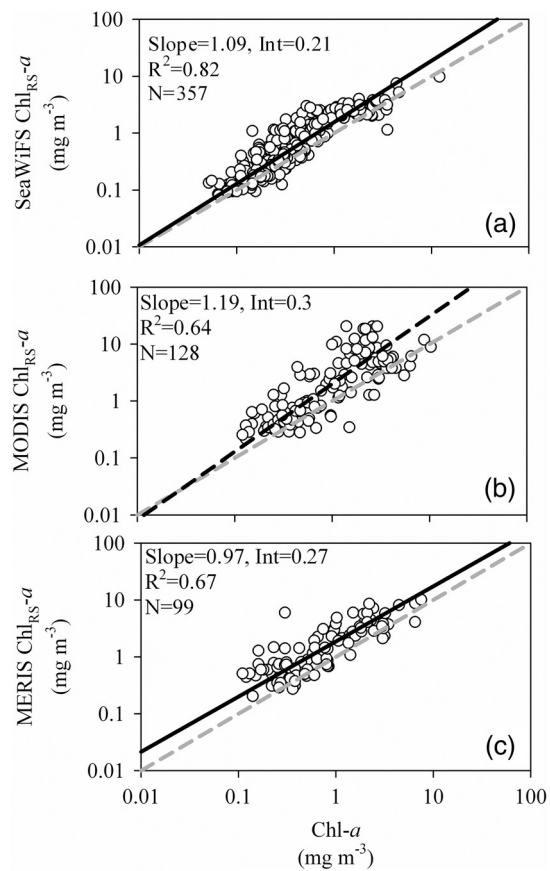 100
10
1
0.1
0.01
SeaWiFS Chl_RS-a
(mg m⁻³)
Slope=1.09, Int=0.21
R²=0.82
N=357
(a)
100
10
1
0.1
0.01
MODIS Chl_RS-a
(mg m⁻³)
Slope=1.19, Int=0.3
R²=0.64
N=128
(b)
100
10
1
0.1
0.01
MERIS Chl_RS-a
(mg m⁻³)
Slope=0.97, Int=0.27
R²=0.67
N=99
(c)
0.01 0.1 1 10 100
Chl-a
(mg m⁻³)